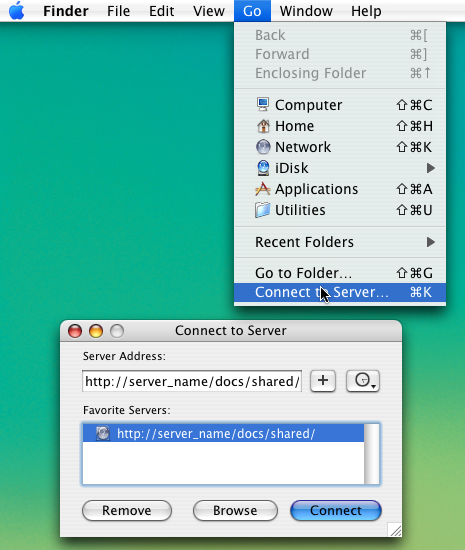 Finder File Edit View Go Window Help
Back ⌘[
Forward ⌘]
Enclosing Folder ⌘↑
Computer ⇧⌘C
Home ⇧⌘H
Network ⇧⌘K
iDisk
Applications ⇧⌘A
Utilities ⇧⌘U
Recent Folders
Go to Folder... ⇧⌘G
Connect to Server... ⌘K
Connect to Server
Server Address:
http://server_name/docs/shared/
Favorite Servers:
http://server_name/docs/shared/
Remove Browse Connect